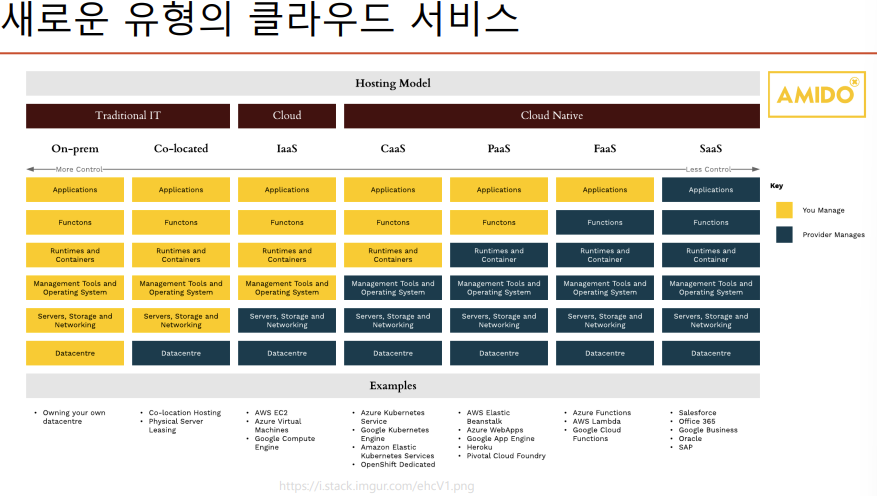 새로운 유형의 클라우드 서비스
Hosting Model
AMIDO
Traditional IT
Cloud
Cloud Native
On-prem
Co-located
IaaS
CaaS
PaaS
FaaS
SaaS
More Control
Less Control
Applications
Applications
Applications
Applications
Applications
Applications
Applications
Key
You Manage
Provider Manages
Functons
Functons
Functons
Functons
Functons
Functions
Functions
Runtimes and
Containers
Runtimes and
Containers
Runtimes and
Containers
Runtimes and
Containers
Runtimes and
Container
Runtimes and
Container
Runtimes and
Container
Management Tools and
Operating System
Management Tools and
Operating System
Management Tools and
Operating System
Management Tools and
Operating System
Management Tools and
Operating System
Management Tools and
Operating System
Management Tools and
Operating System
Servers, Storage and
Networking
Servers, Storage and
Networking
Servers, Storage and
Networking
Servers, Storage and
Networking
Servers, Storage and
Networking
Servers, Storage and
Networking
Servers, Storage and
Networking
Datacentre
Datacentre
Datacentre
Datacentre
Datacentre
Datacentre
Datacentre
Examples
• Owning your own
datacentre
• Co-location Hosting
• Physical Server
Leasing
• AWS EC2
• Azure Virtual
Machines
• Google Compute
Engine
• Azure Kubernetes
Service
• Google Kubernetes
Engine
• Amazon Elastic
Kubernetes Services
• OpenShift Dedicated
• AWS Elastic
Beanstalk
• Azure WebApps
• Google App Engine
• Heroku
• Pivotal Cloud Foundry
• Azure Functions
• AWS Lambda
• Google Cloud
Functions
• Salesforce
• Office 365
• Google Business
• Oracle
• SAP
https://i.stack.imgur.com/ehcV1.png